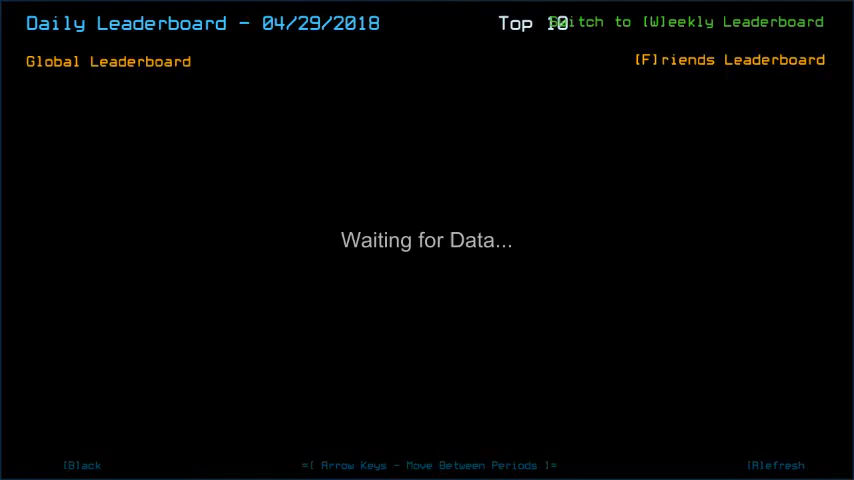 Daily Leaderboard - 04/29/2018
Top 10
Switch to [W]eekly Leaderboard
Global Leaderboard
[F]riends Leaderboard
Waiting for Data...
[B]ack
=[ Arrow Keys - Move Between Periods ]=
[R]efresh